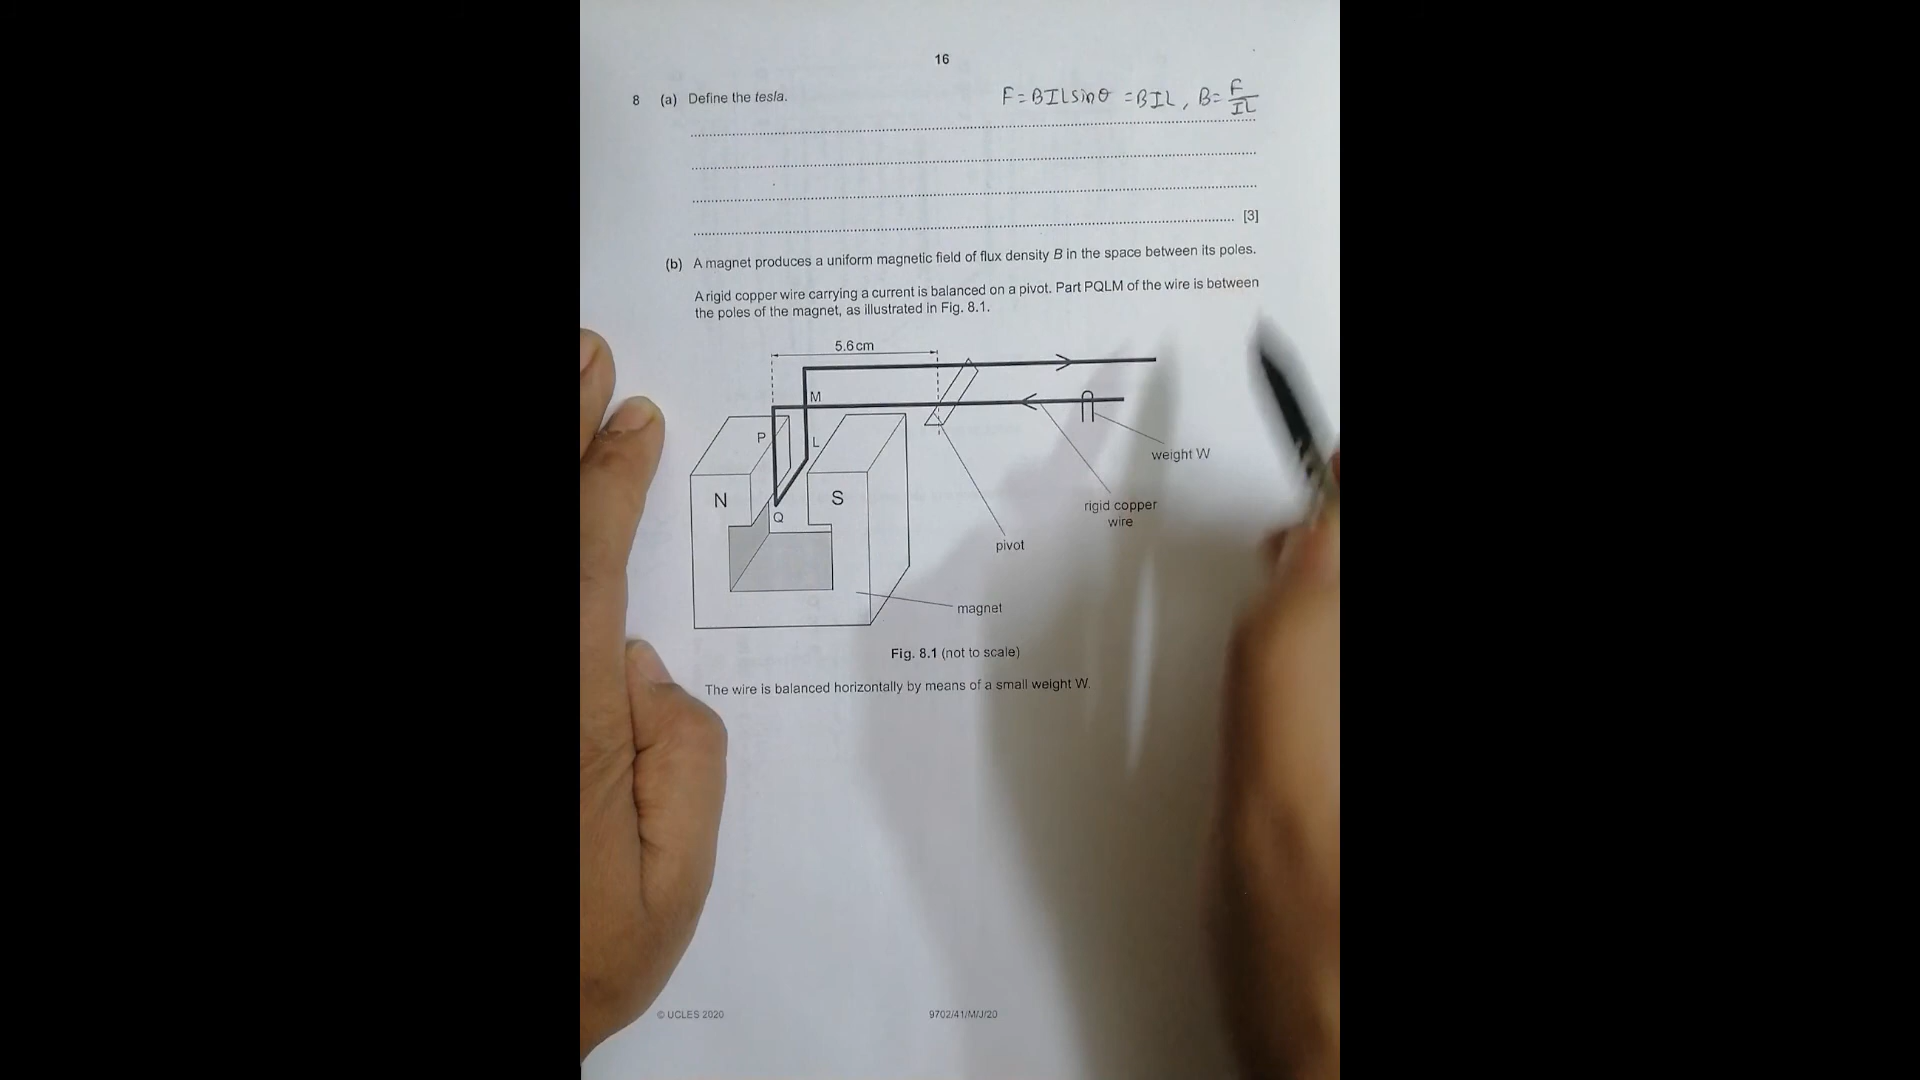 16
8 (a) Define the tesla.
F = BIL sin θ = BIL, B = F/IL
[3]
(b) A magnet produces a uniform magnetic field of flux density B in the space between its poles.
A rigid copper wire carrying a current is balanced on a pivot. Part PQLM of the wire is between
the poles of the magnet, as illustrated in Fig. 8.1.
5.6 cm
M
P
L
weight W
N
S
Q
rigid copper
wire
pivot
magnet
Fig. 8.1 (not to scale)
The wire is balanced horizontally by means of a small weight W.
© UCLES 2020
9702/41/M/J/20